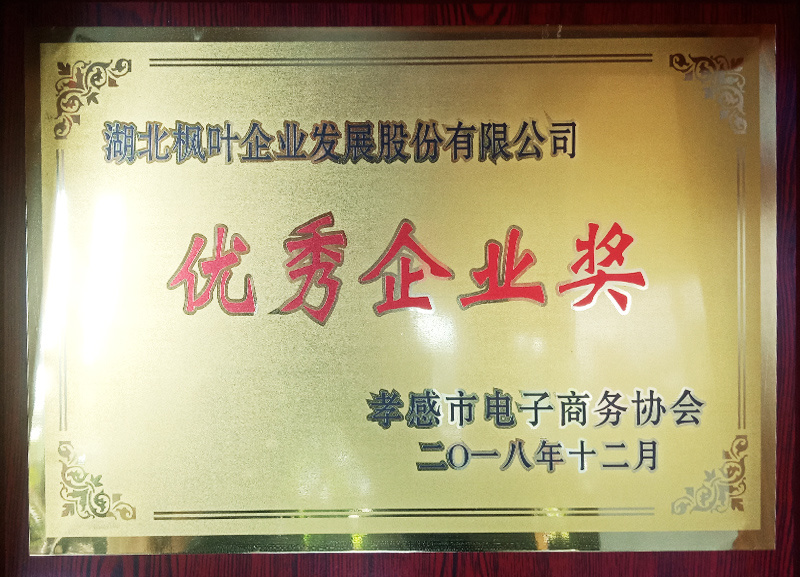 湖北枫叶企业发展股份有限公司
优秀企业奖
孝感市电子商务协会
二〇一八年十二月